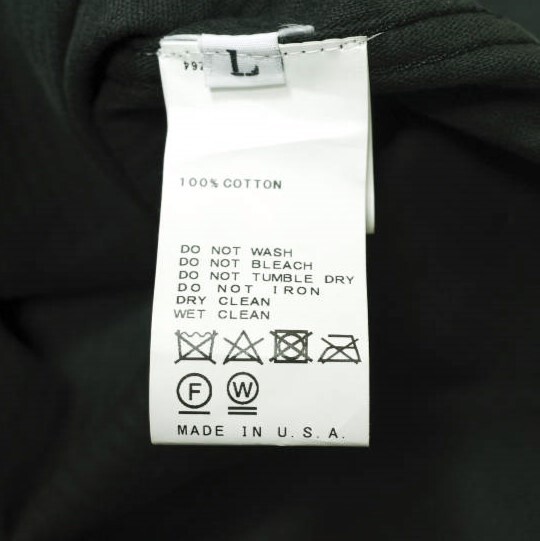 L
100% COTTON
DO NOT WASH
DO NOT BLEACH
DO NOT TUMBLE DRY
DO NOT IRON
DRY CLEAN
WET CLEAN
F W
MADE IN U.S.A.